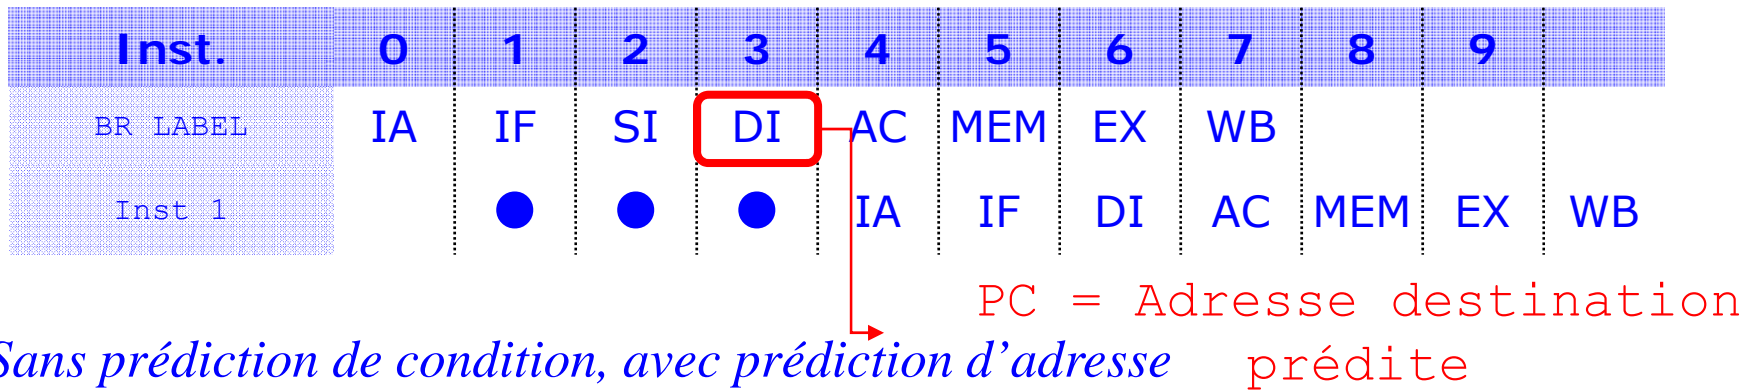 Inst. 0 1 2 3 4 5 6 7 8 9
BR LABEL IA IF SI DI AC MEM EX WB
Inst 1 IA IF DI AC MEM EX WB
PC = Adresse destination
prédite
Sans prédiction de condition, avec prédiction d’adresse